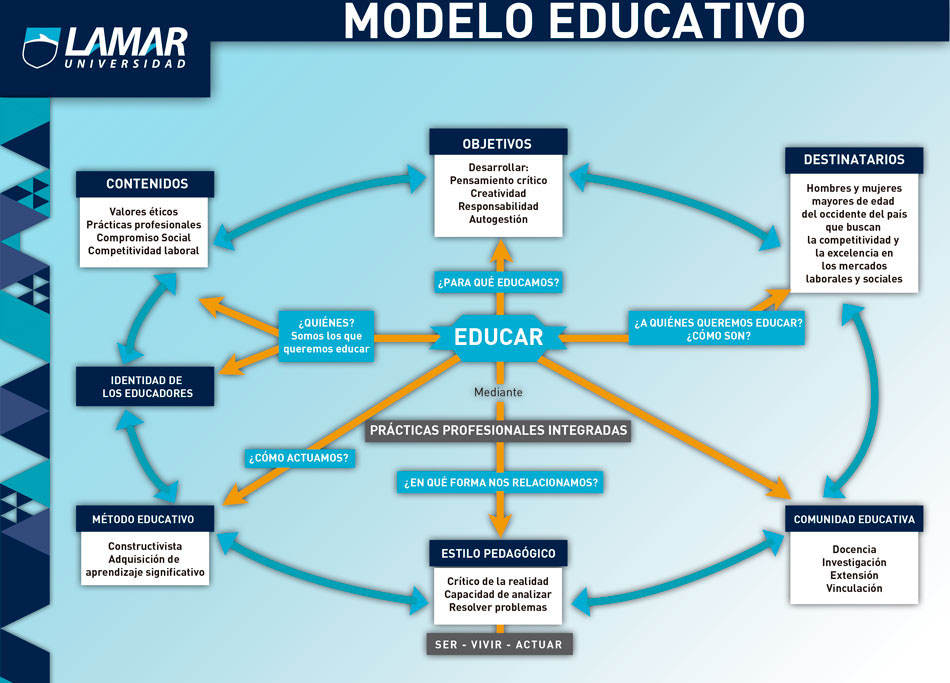 MODELO EDUCATIVO
LAMAR
UNIVERSIDAD
OBJETIVOS
Desarrollar:
Pensamiento crítico
Creatividad
Responsabilidad
Autogestión
DESTINATARIOS
Hombres y mujeres
mayores de edad
del occidente del país
que buscan
la competitividad y
la excelencia en
los mercados
laborales y sociales
CONTENIDOS
Valores éticos
Prácticas profesionales
Compromiso Social
Competitividad laboral
¿PARA QUÉ EDUCAMOS?
¿QUIÉNES?
Somos los que
queremos educar
EDUCAR
¿A QUIÉNES QUEREMOS EDUCAR?
¿CÓMO SON?
IDENTIDAD DE
LOS EDUCADORES
Mediante
PRÁCTICAS PROFESIONALES INTEGRADAS
¿CÓMO ACTUAMOS?
¿EN QUÉ FORMA NOS RELACIONAMOS?
MÉTODO EDUCATIVO
Constructivista
Adquisición de
aprendizaje significativo
ESTILO PEDAGÓGICO
Crítico de la realidad
Capacidad de analizar
Resolver problemas
SER - VIVIR - ACTUAR
COMUNIDAD EDUCATIVA
Docencia
Investigación
Extensión
Vinculación